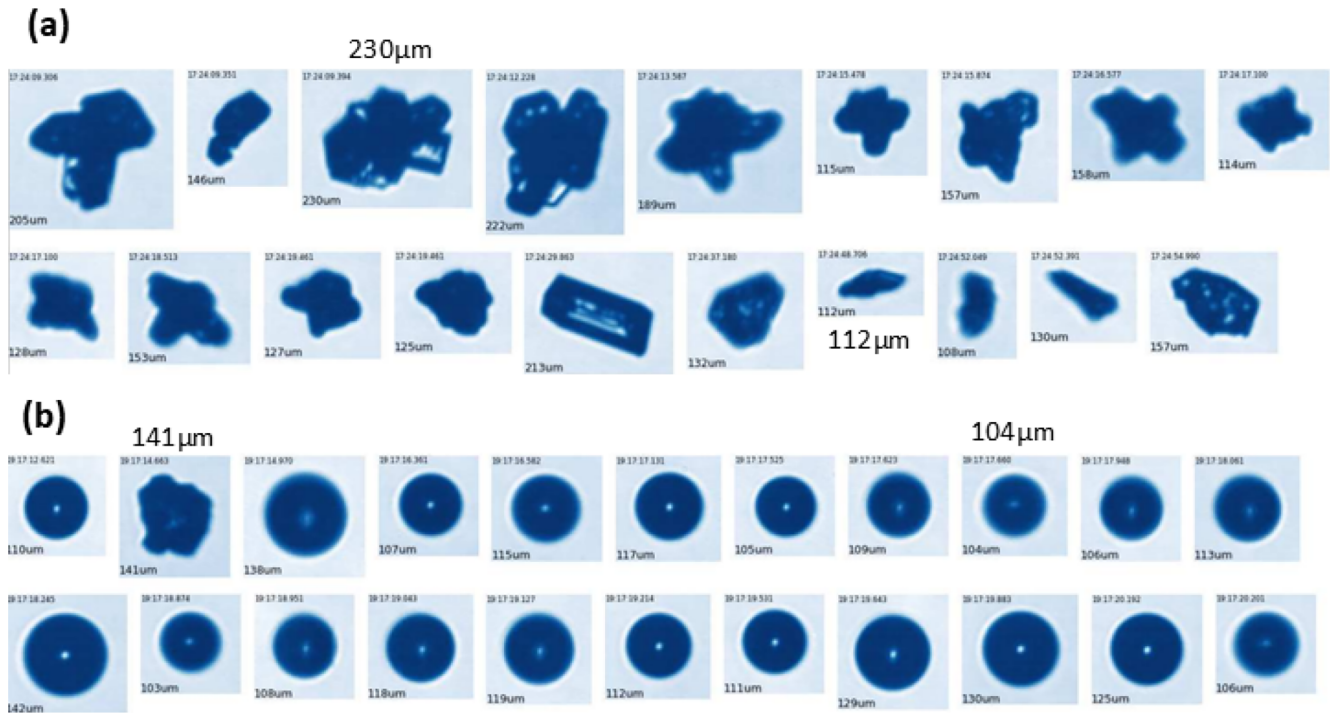 (a)
230μm
17:24:09.306 17:24:09.351 17:24:09.394 17:24:12.228 17:24:13.587 17:24:15.478 17:24:15.874 17:24:16.577 17:24:17.100
205um 146um 230um 222um 189um 115um 157um 158um 114um
17:24:17.100 17:24:18.513 17:24:19.461 17:24:19.461 17:24:29.863 17:24:37.180 17:24:48.706 17:24:52.049 17:24:52.391 17:24:54.990
128um 153um 127um 125um 213um 132um 112um 108um 130um 157um
112μm
(b)
141μm 104μm
19:17:12.621 19:17:14.663 19:17:14.970 19:17:16.361 19:17:16.582 19:17:17.131 19:17:17.525 19:17:17.623 19:17:17.660 19:17:17.948 19:17:18.061
110um 141um 138um 107um 115um 117um 105um 109um 104um 106um 113um
19:17:18.245 19:17:18.874 19:17:18.951 19:17:19.043 19:17:19.127 19:17:19.214 19:17:19.531 19:17:19.643 19:17:19.883 19:17:20.192 19:17:20.201
142um 103um 108um 118um 119um 112um 111um 129um 130um 125um 106um